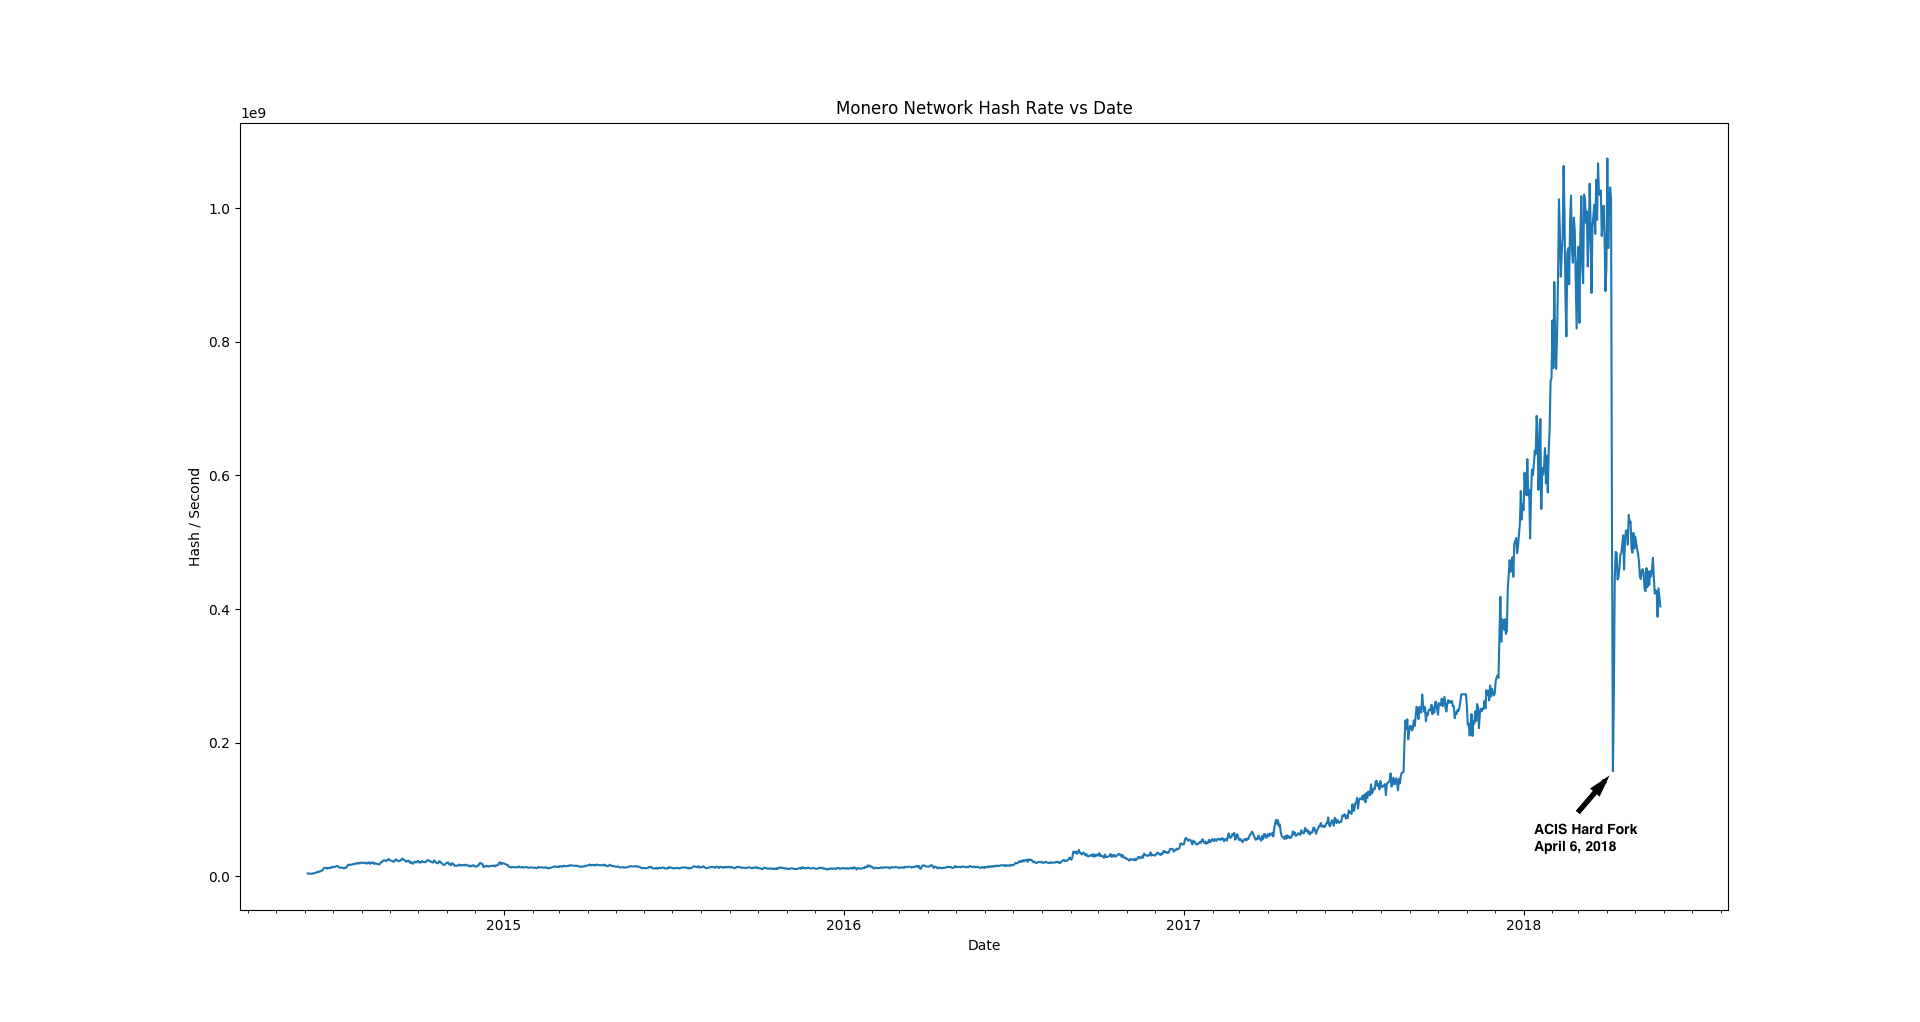 Monero Network Hash Rate vs Date
1e9
1.0
0.8
0.6
0.4
0.2
0.0
Hash / Second
ACIS Hard Fork
April 6, 2018
2015 2016 2017 2018
Date